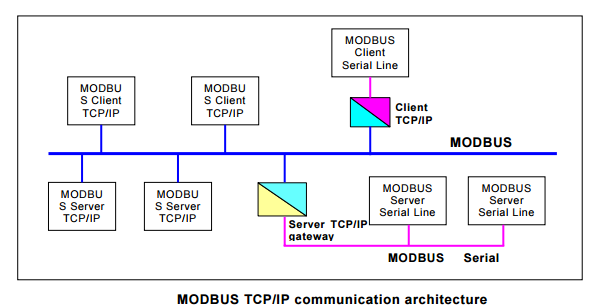 MODBUS
Client
Serial Line
MODBU
S Client
TCP/IP
MODBU
S Client
TCP/IP
Client
TCP/IP
MODBUS
MODBU
S Server
TCP/IP
MODBU
S Server
TCP/IP
Server TCP/IP
gateway
MODBUS
Server
Serial Line
MODBUS
Server
Serial Line
MODBUS Serial
MODBUS TCP/IP communication architecture